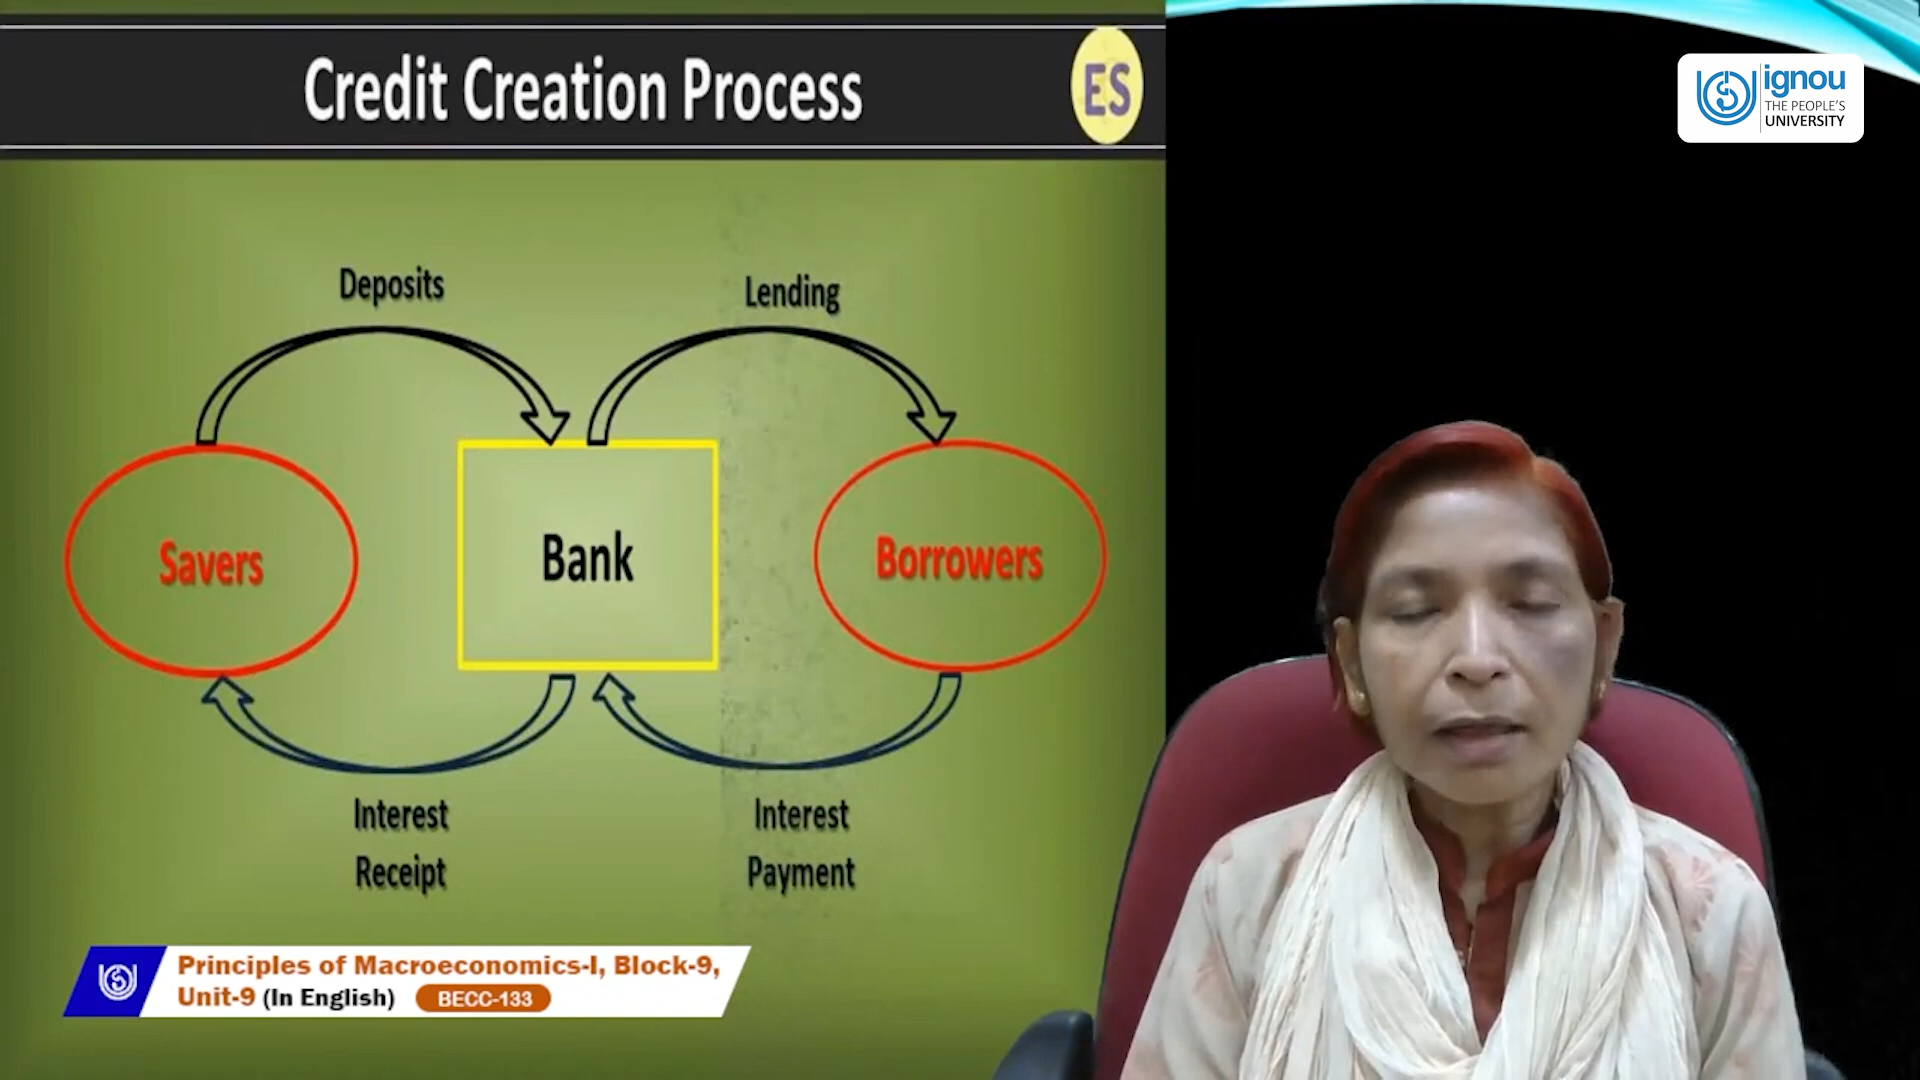 Credit Creation Process
ES
ignou
THE PEOPLE'S
UNIVERSITY
Deposits
Lending
Savers
Bank
Borrowers
Interest
Receipt
Interest
Payment
Principles of Macroeconomics-I, Block-9,
Unit-9 (In English) BECC-133